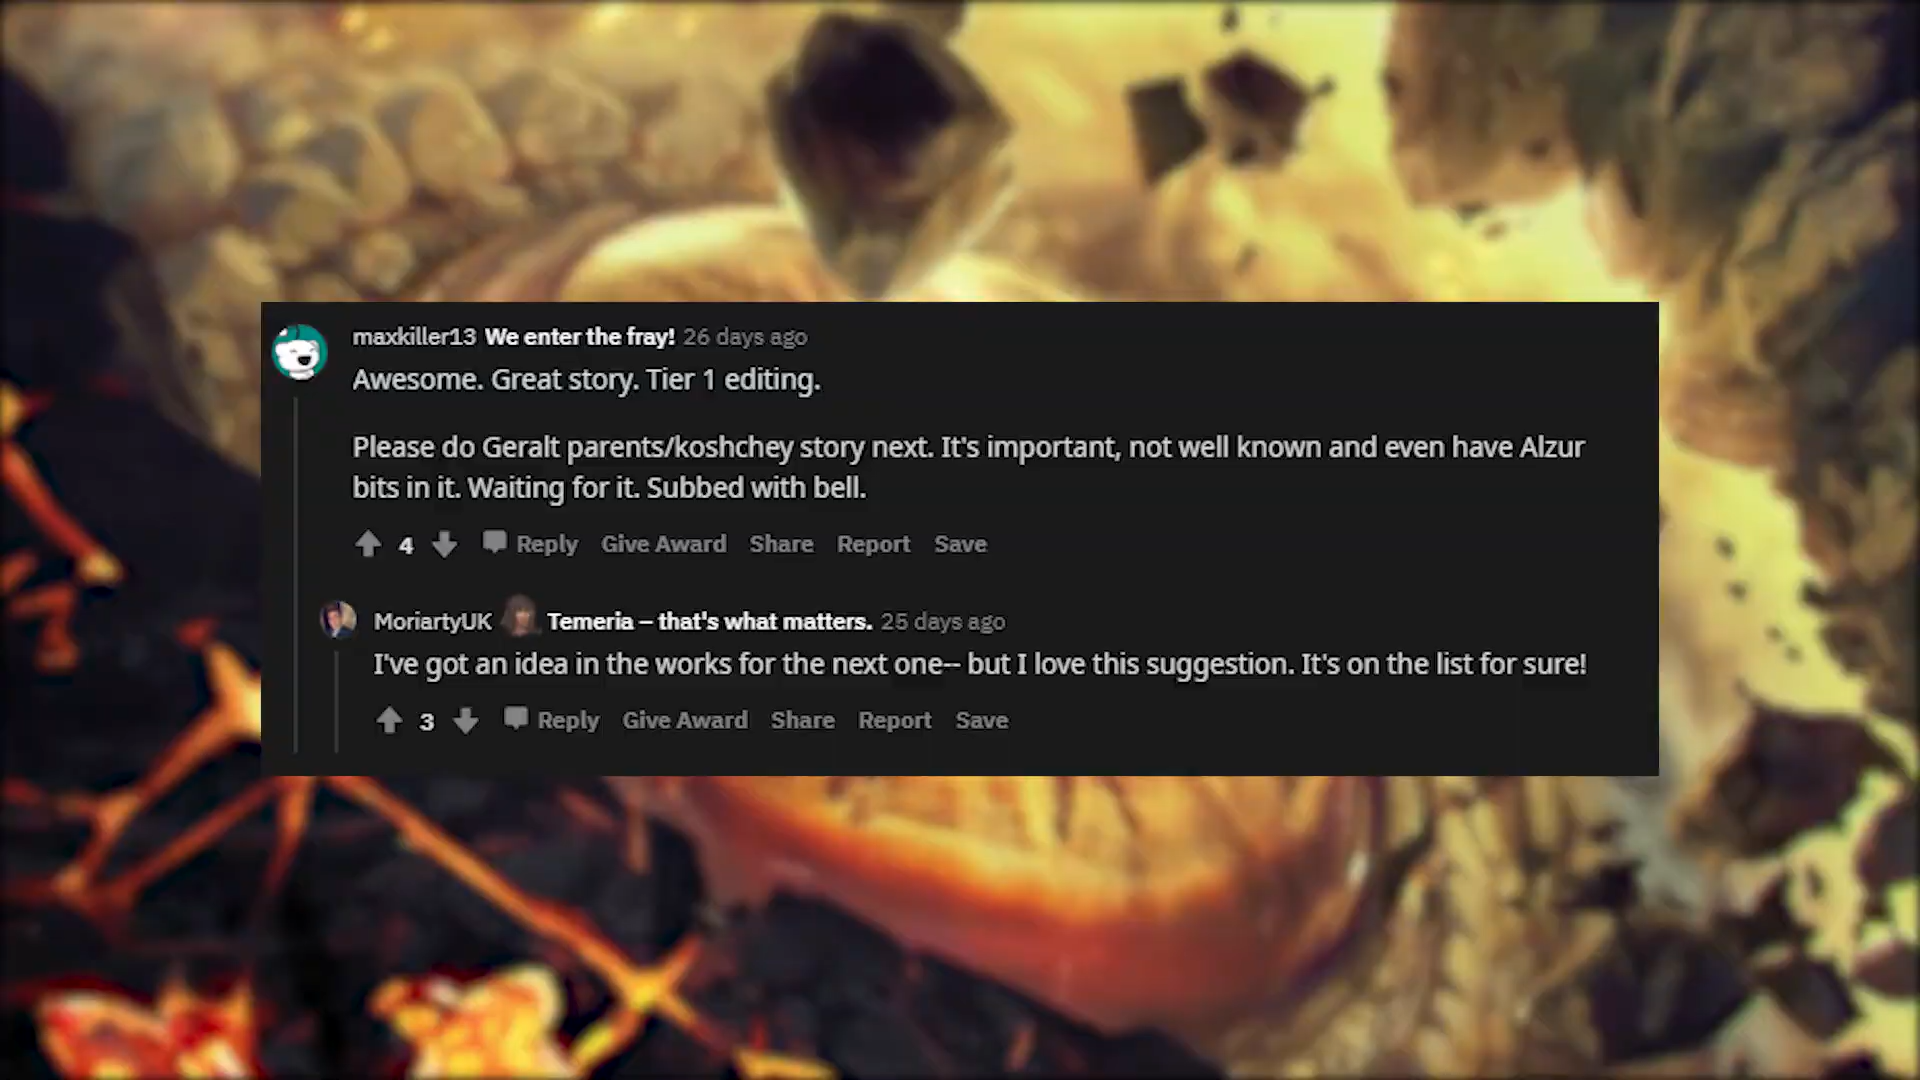 maxkiller13 We enter the fray! 26 days ago
Awesome. Great story. Tier 1 editing.
Please do Geralt parents/koshchey story next. It's important, not well known and even have Alzur
bits in it. Waiting for it. Subbed with bell.
4 Reply Give Award Share Report Save
MoriartyUK Temeria – that's what matters. 25 days ago
I've got an idea in the works for the next one-- but I love this suggestion. It's on the list for sure!
3 Reply Give Award Share Report Save